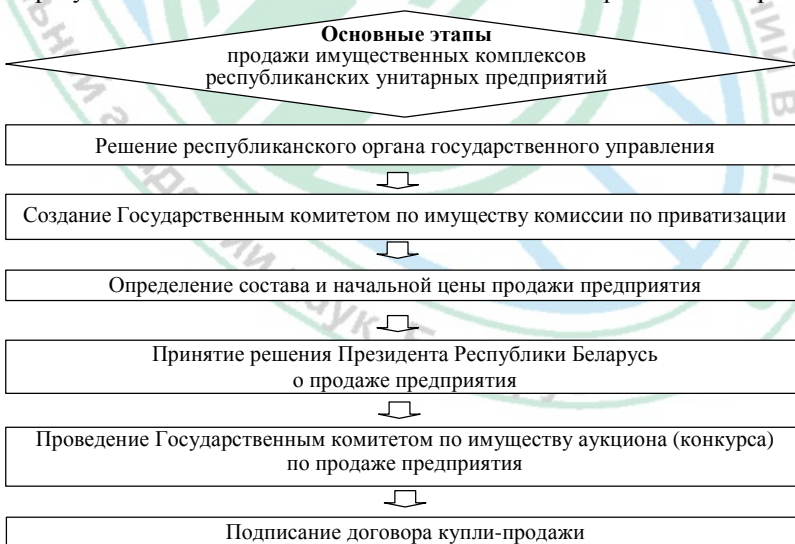 Основные этапы
продажи имущественных комплексов
республиканских унитарных предприятий
Решение республиканского органа государственного управления
Создание Государственным комитетом по имуществу комиссии по приватизации
Определение состава и начальной цены продажи предприятия
Принятие решения Президента Республики Беларусь
о продаже предприятия
Проведение Государственным комитетом по имуществу аукциона (конкурса)
по продаже предприятия
Подписание договора купли-продажи